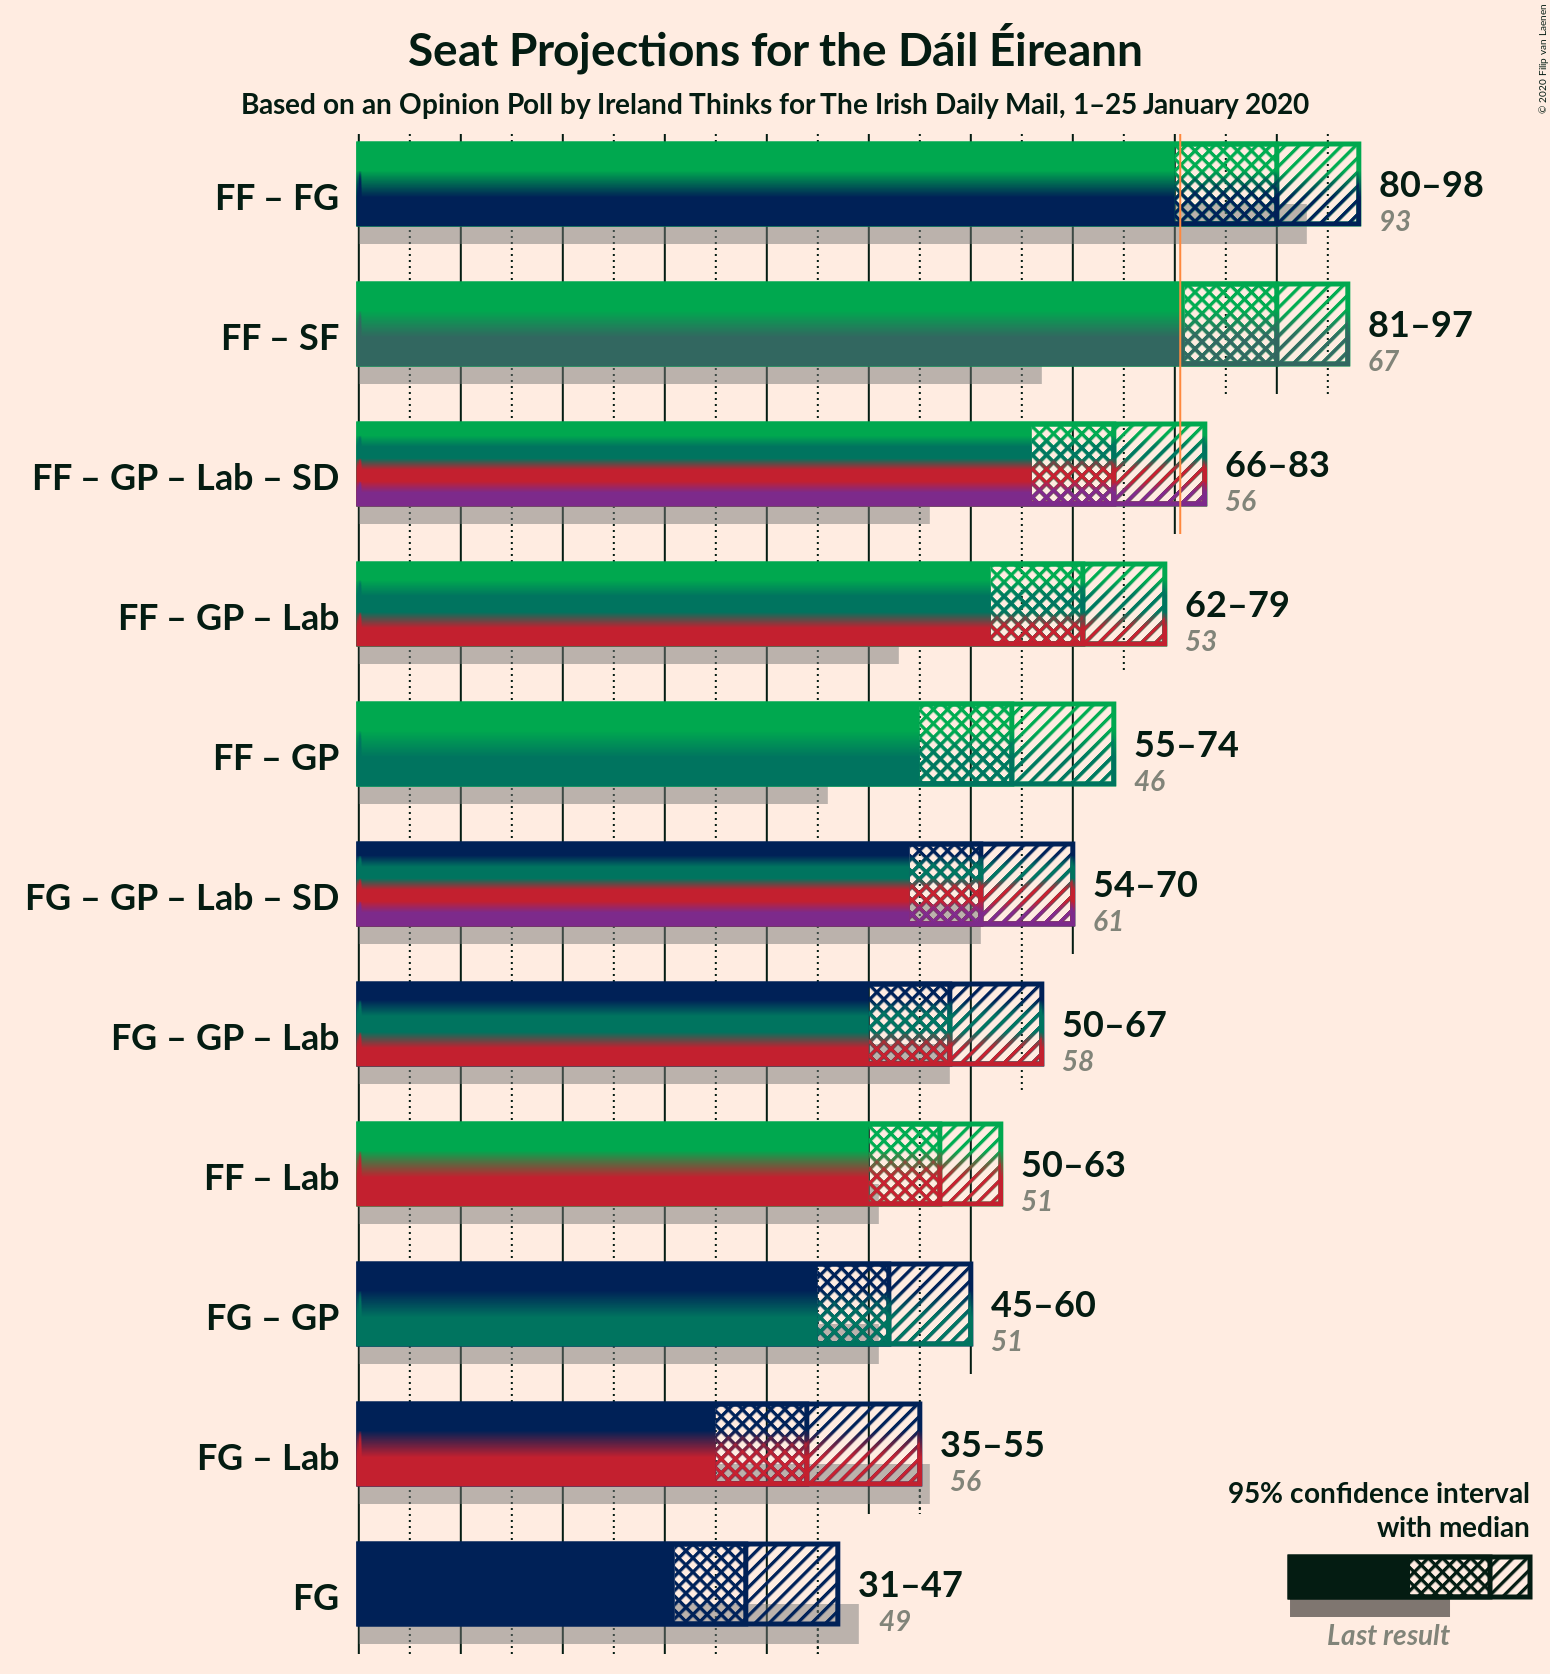 Seat Projections for the Dáil Éireann
Based on an Opinion Poll by Ireland Thinks for The Irish Daily Mail, 1–25 January 2020
© 2020 Filip van Laenen
FF – FG
80–98
93
FF – SF
81–97
67
FF – GP – Lab – SD
66–83
56
FF – GP – Lab
62–79
53
FF – GP
55–74
46
FG – GP – Lab – SD
54–70
61
FG – GP – Lab
50–67
58
FF – Lab
50–63
51
FG – GP
45–60
51
FG – Lab
35–55
56
FG
31–47
49
95% confidence interval
with median
Last result